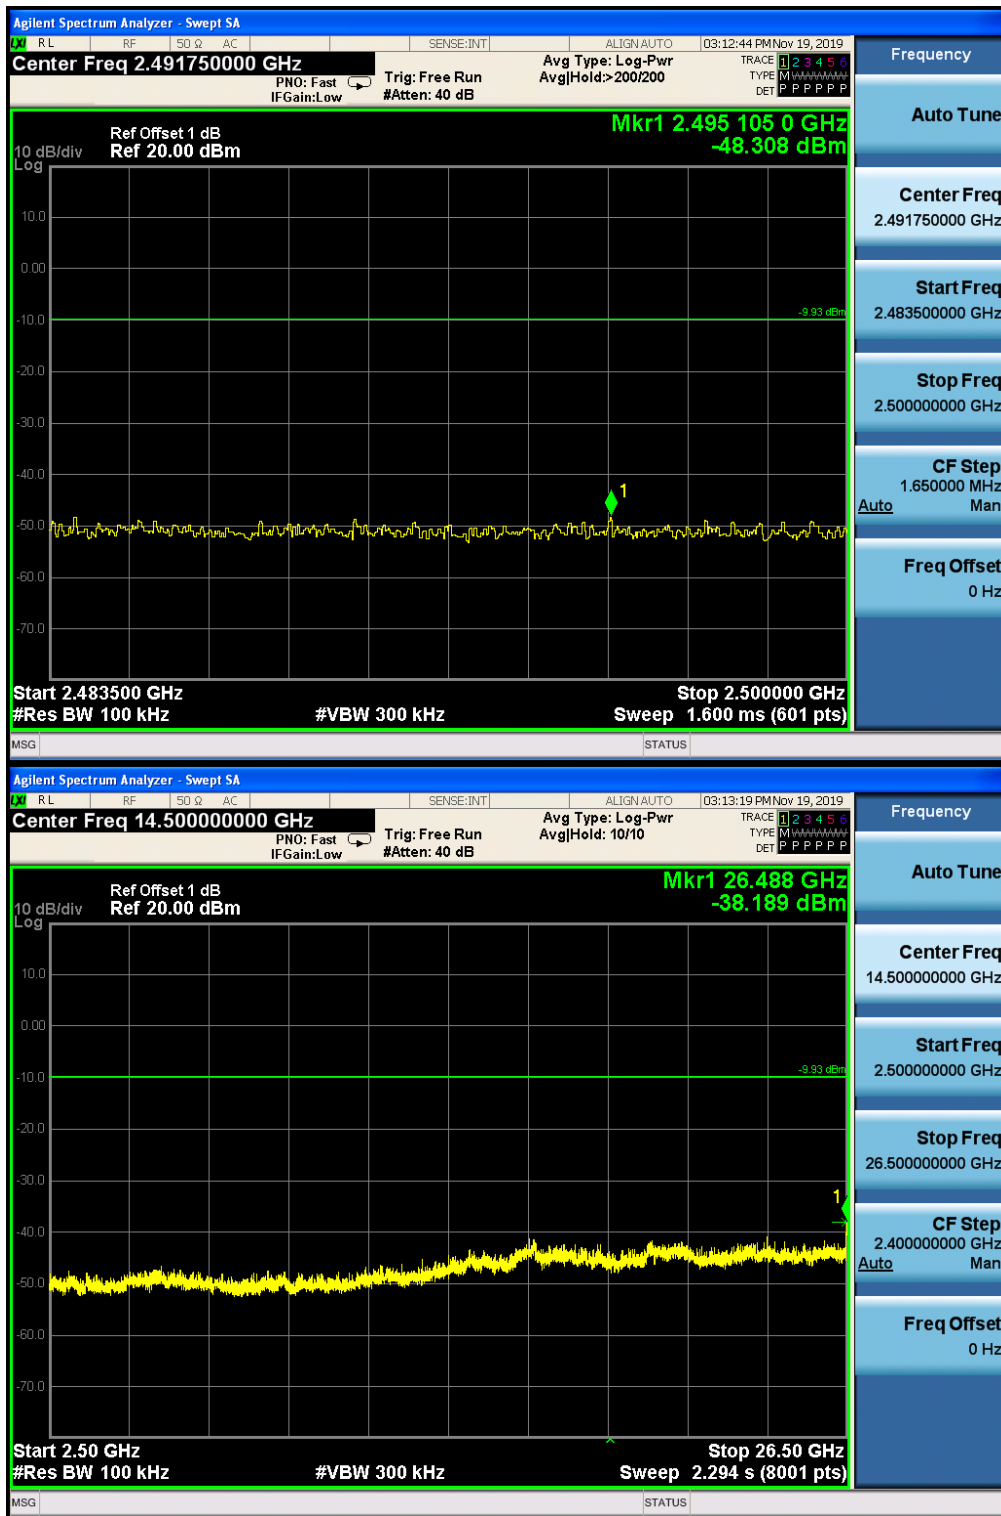 Agilent Spectrum Analyzer - Swept SA
LXI RL RF 50 Ω AC SENSE:INT ALIGN AUTO 03:12:44 PM Nov 19, 2019
Center Freq 2.491750000 GHz
PNO: Fast
IFGain:Low
Trig: Free Run
#Atten: 40 dB
Avg Type: Log-Pwr
Avg|Hold:>200/200
TRACE 1 2 3 4 5 6
TYPE M
DET P P P P P P
Frequency
Auto Tune
Mkr1 2.495 105 0 GHz
-48.308 dBm
Ref Offset 1 dB
10 dB/div Ref 20.00 dBm
Log
10.0
0.00
-10.0
-20.0
-30.0
-40.0
-50.0
-60.0
-70.0
-9.93 dBm
1
Center Freq
2.491750000 GHz
Start Freq
2.483500000 GHz
Stop Freq
2.500000000 GHz
CF Step
1.650000 MHz
Auto Man
Freq Offset
0 Hz
Start 2.483500 GHz Stop 2.500000 GHz
#Res BW 100 kHz #VBW 300 kHz Sweep 1.600 ms (601 pts)
MSG STATUS
Agilent Spectrum Analyzer - Swept SA
LXI RL RF 50 Ω AC SENSE:INT ALIGN AUTO 03:13:19 PM Nov 19, 2019
Center Freq 14.500000000 GHz
PNO: Fast
IFGain:Low
Trig: Free Run
#Atten: 40 dB
Avg Type: Log-Pwr
Avg|Hold: 10/10
TRACE 1 2 3 4 5 6
TYPE M
DET P P P P P P
Frequency
Auto Tune
Mkr1 26.488 GHz
-38.189 dBm
Ref Offset 1 dB
10 dB/div Ref 20.00 dBm
Log
10.0
0.00
-10.0
-20.0
-30.0
-40.0
-50.0
-60.0
-70.0
-9.93 dBm
1
Center Freq
14.500000000 GHz
Start Freq
2.500000000 GHz
Stop Freq
26.500000000 GHz
CF Step
2.400000000 GHz
Auto Man
Freq Offset
0 Hz
Start 2.50 GHz Stop 26.50 GHz
#Res BW 100 kHz #VBW 300 kHz Sweep 2.294 s (8001 pts)
MSG STATUS